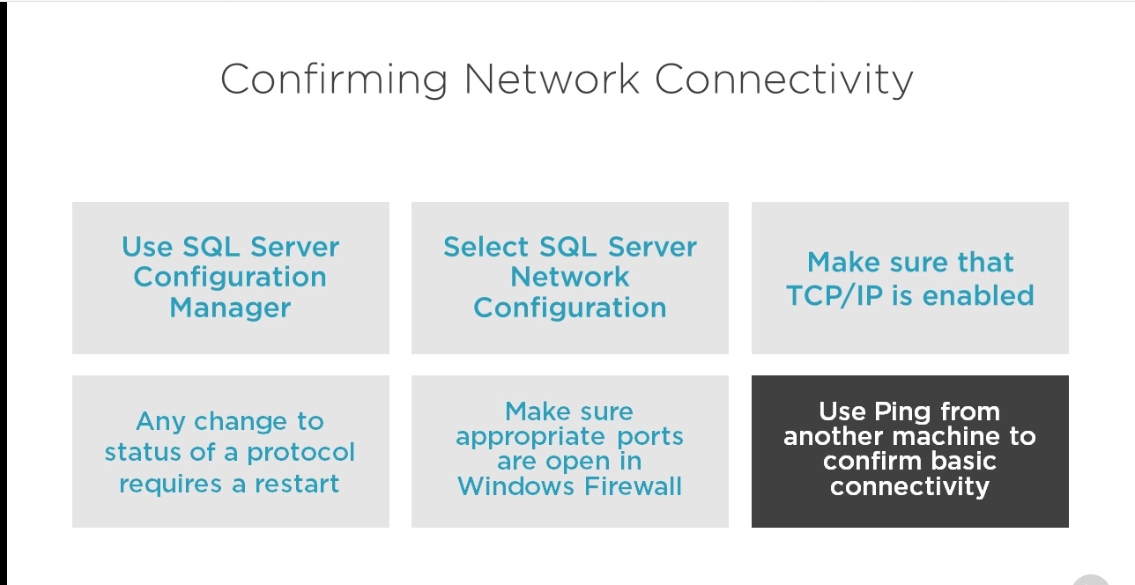 Confirming Network Connectivity
Use SQL Server
Configuration
Manager
Select SQL Server
Network
Configuration
Make sure that
TCP/IP is enabled
Any change to
status of a protocol
requires a restart
Make sure
appropriate ports
are open in
Windows Firewall
Use Ping from
another machine to
confirm basic
connectivity